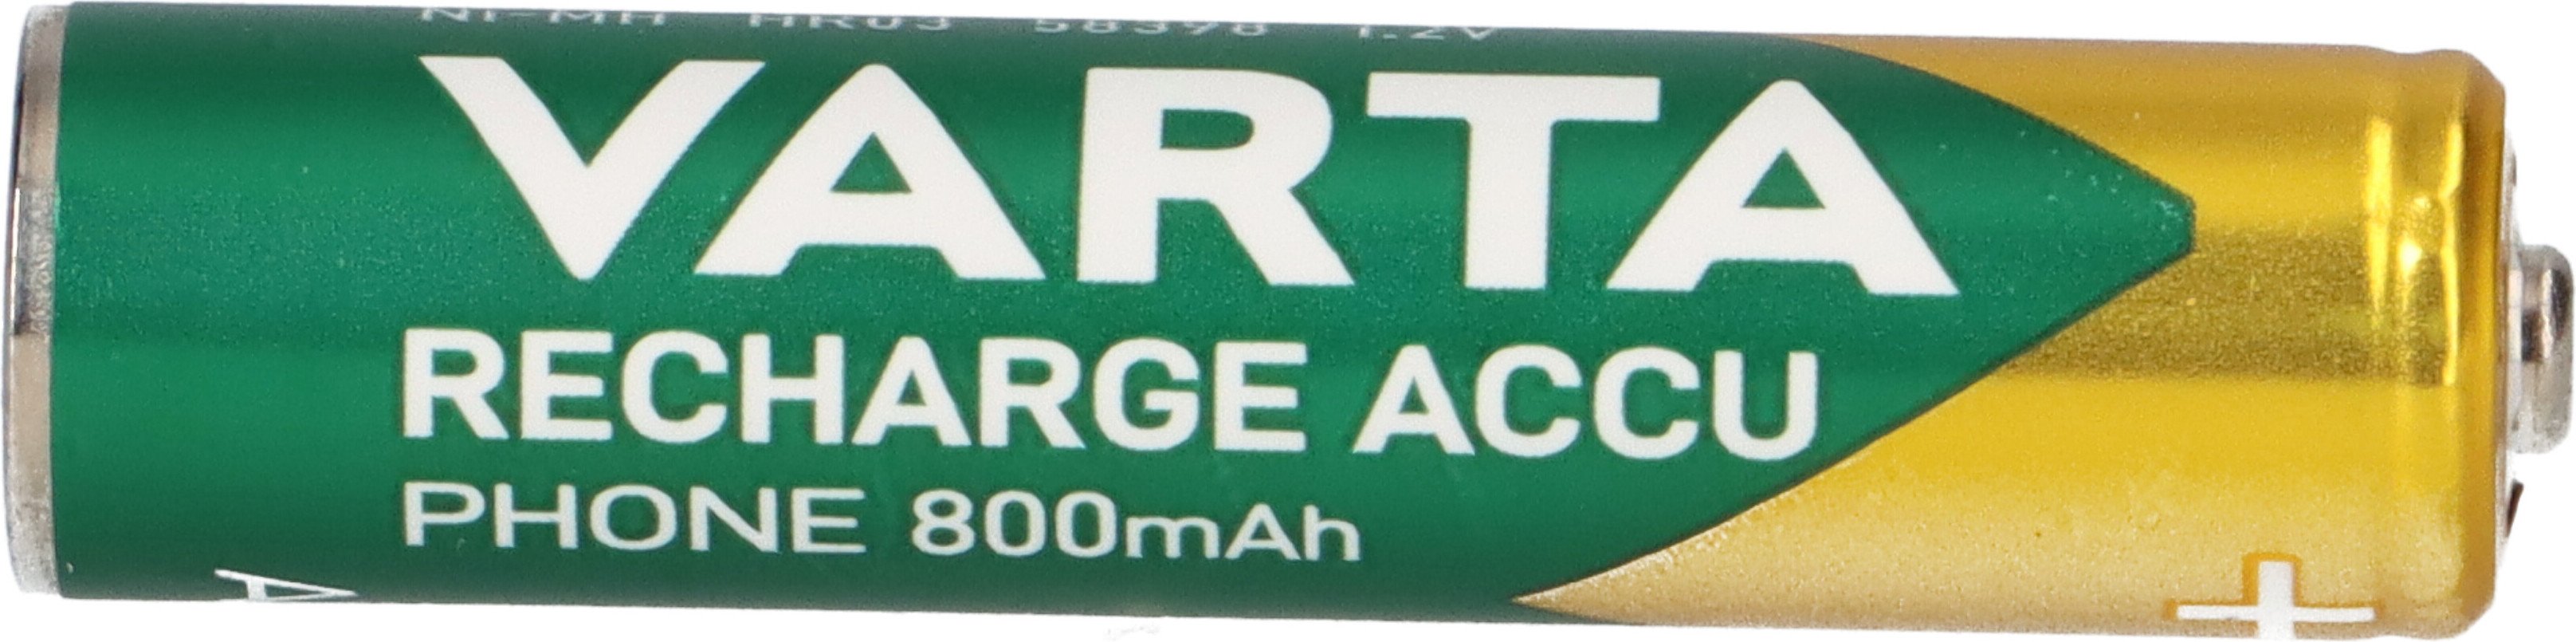 Ni-MH HR03 58398 1.2V
VARTA
RECHARGE ACCU
PHONE 800mAh
+